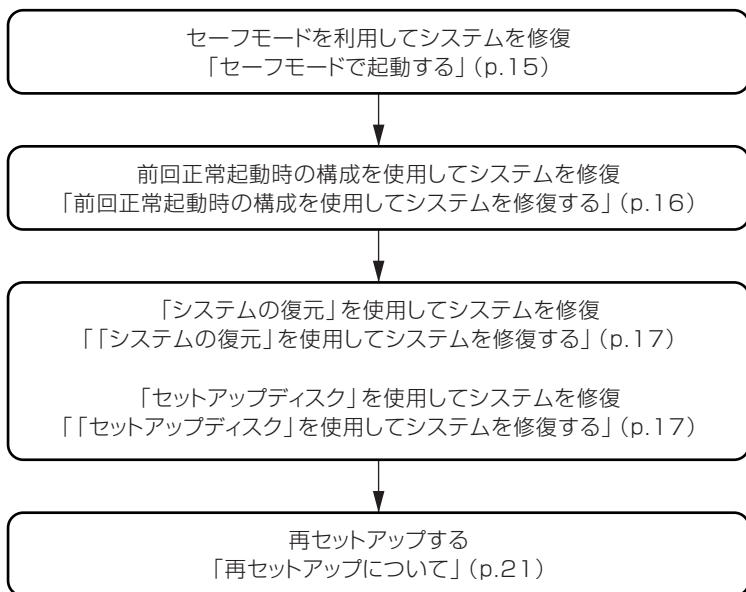 セーフモードを利用してシステムを修復
「セーフモードで起動する」(p.15)
前回正常起動時の構成を使用してシステムを修復
「前回正常起動時の構成を使用してシステムを修復する」(p.16)
「システムの復元」を使用してシステムを修復
「「システムの復元」を使用してシステムを修復する」(p.17)
「セットアップディスク」を使用してシステムを修復
「「セットアップディスク」を使用してシステムを修復する」(p.17)
再セットアップする
「再セットアップについて」(p.21)